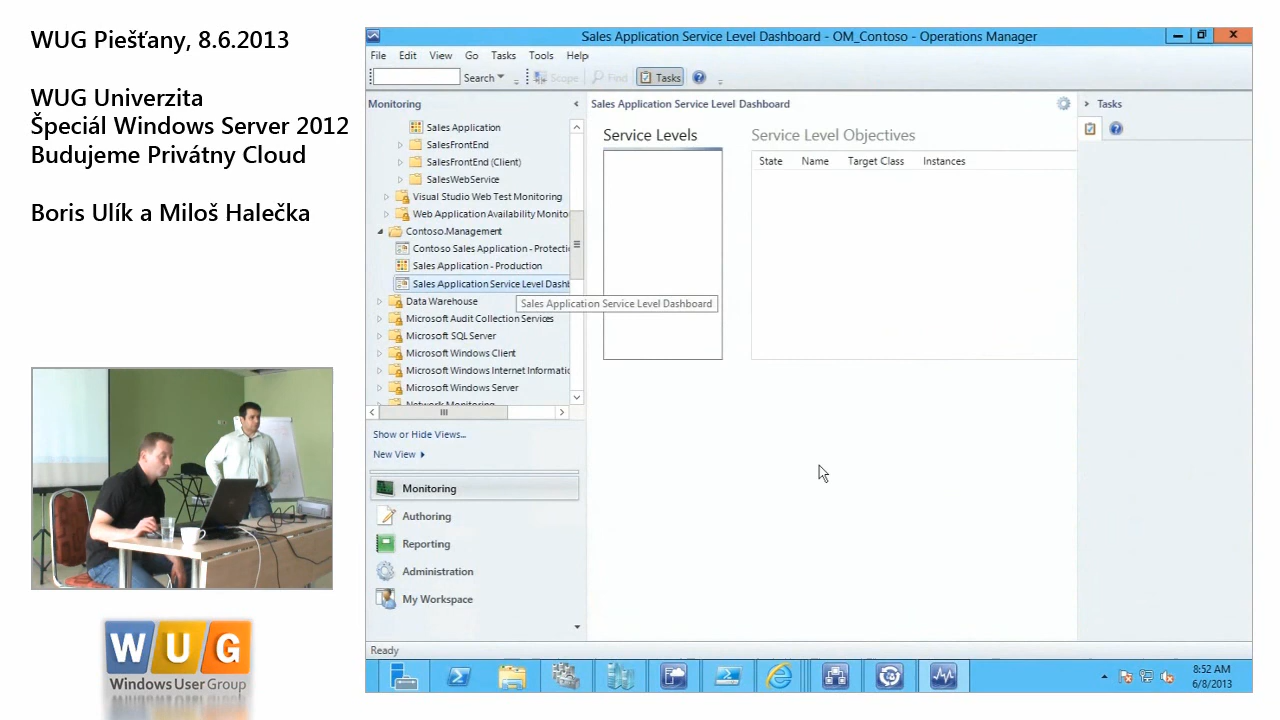 WUG Piešťany, 8.6.2013
WUG Univerzita
Špeciál Windows Server 2012
Budujeme Privátny Cloud
Boris Ulík a Miloš Halečka
WUG
Windows User Group
Sales Application Service Level Dashboard - OM_Contoso - Operations Manager
File Edit View Go Tasks Tools Help
Search Scope Find Tasks
Monitoring
Sales Application
SalesFrontEnd
SalesFrontEnd (Client)
SalesWebService
Visual Studio Web Test Monitoring
Web Application Availability Monito
Contoso.Management
Contoso Sales Application - Protecti
Sales Application - Production
Sales Application Service Level Dashb
Sales Application Service Level Dashboard
Data Warehouse
Microsoft Audit Collection Services
Microsoft SQL Server
Microsoft Windows Client
Microsoft Windows Internet Informatio
Microsoft Windows Server
Network Monitoring
Show or Hide Views...
New View
Monitoring
Authoring
Reporting
Administration
My Workspace
Sales Application Service Level Dashboard
Service Levels
Service Level Objectives
State Name Target Class Instances
Tasks
Ready
8:52 AM
6/8/2013